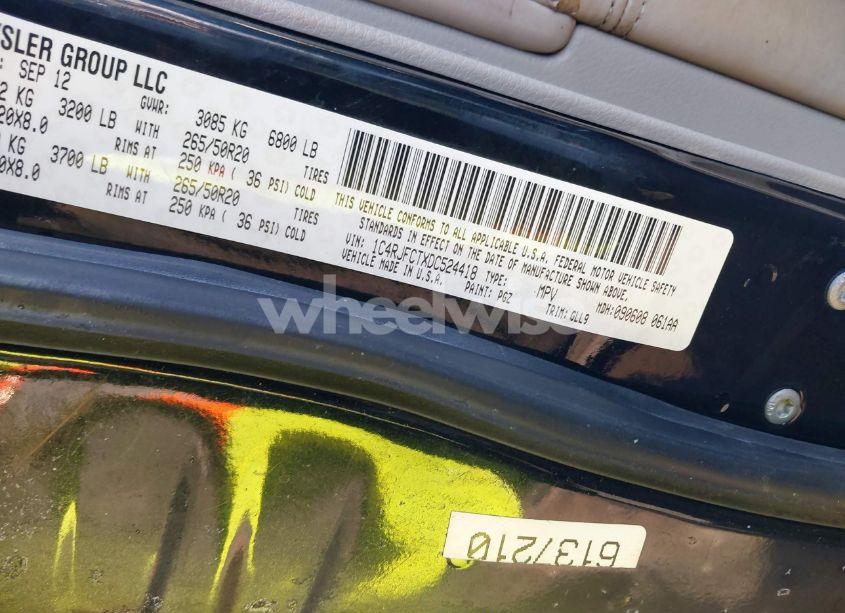 SLER GROUP LLC
: SEP 12 GVWR: 3085 KG 6800 LB
2 KG 3200 LB WITH 265/50R20 TIRES
20X8.0 RIMS AT 250 KPA ( 36 PSI) COLD
KG 3700 LB WITH 265/50R20 TIRES
0X8.0 RIMS AT 250 KPA ( 36 PSI) COLD
THIS VEHICLE CONFORMS TO ALL APPLICABLE U.S.A. FEDERAL MOTOR VEHICLE SAFETY
STANDARDS IN EFFECT ON THE DATE OF MANUFACTURE SHOWN ABOVE.
VIN: 1C4RJFCTXDC524418 TYPE: MPV MDH:090608 061AA
VEHICLE MADE IN U.S.A. PAINT: PGZ TRIM: GLL9
wheelwise
613/210